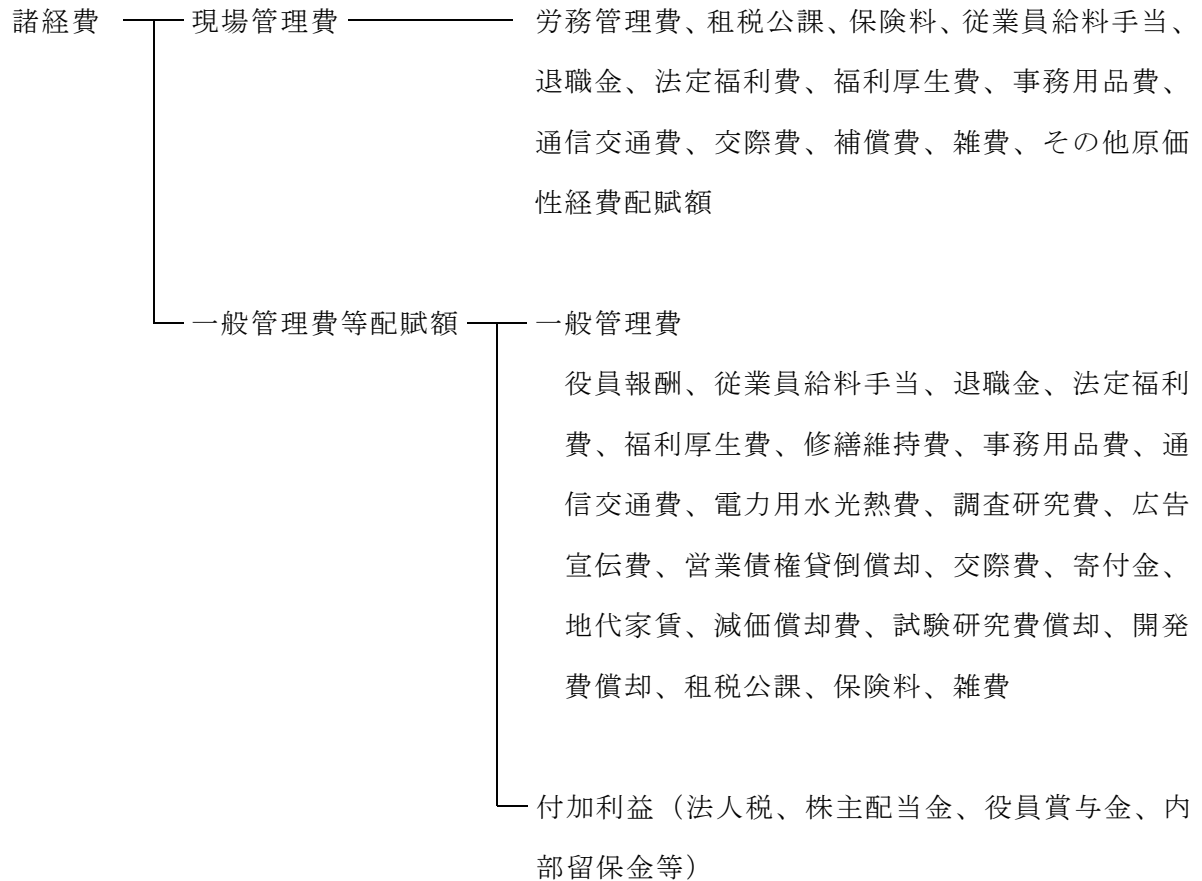 諸経費 現場管理費 労務管理費、租税公課、保険料、従業員給料手当、
退職金、法定福利費、福利厚生費、事務用品費、
通信交通費、交際費、補償費、雑費、その他原価
性経費配賦額
一般管理費等配賦額 一般管理費
役員報酬、従業員給料手当、退職金、法定福利
費、福利厚生費、修繕維持費、事務用品費、通
信交通費、電力用水光熱費、調査研究費、広告
宣伝費、営業債権貸倒償却、交際費、寄付金、
地代家賃、減価償却費、試験研究費償却、開発
費償却、租税公課、保険料、雑費
付加利益（法人税、株主配当金、役員賞与金、内
部留保金等）